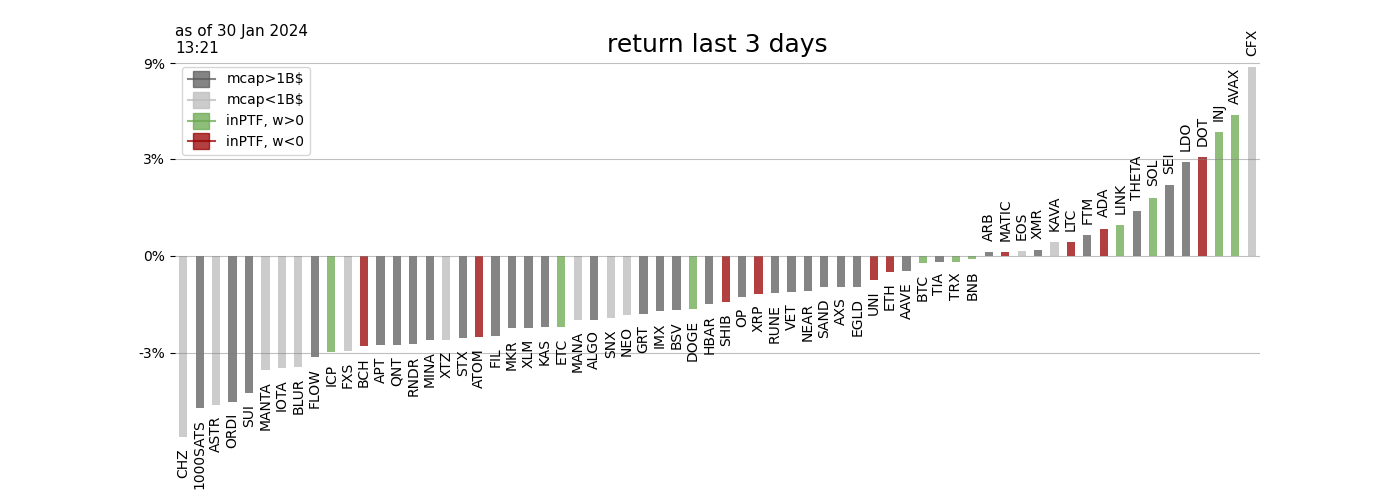 as of 30 Jan 2024
13:21
return last 3 days
mcap>1B$
mcap<1B$
inPTF, w>0
inPTF, w<0
9%
3%
0%
-3%
CHZ
1000SATS
ASTR
ORDI
SUI
MANTA
IOTA
BLUR
FLOW
ICP
FXS
BCH
APT
QNT
RNDR
MINA
XTZ
STX
ATOM
FIL
MKR
XLM
KAS
ETC
MANA
ALGO
SNX
NEO
GRT
IMX
BSV
DOGE
HBAR
SHIB
OP
XRP
RUNE
VET
NEAR
SAND
AXS
EGLD
UNI
ETH
AAVE
BTC
TIA
TRX
BNB
ARB
MATIC
EOS
XMR
KAVA
LTC
FTM
ADA
LINK
THETA
SOL
SEI
LDO
DOT
INJ
AVAX
CFX